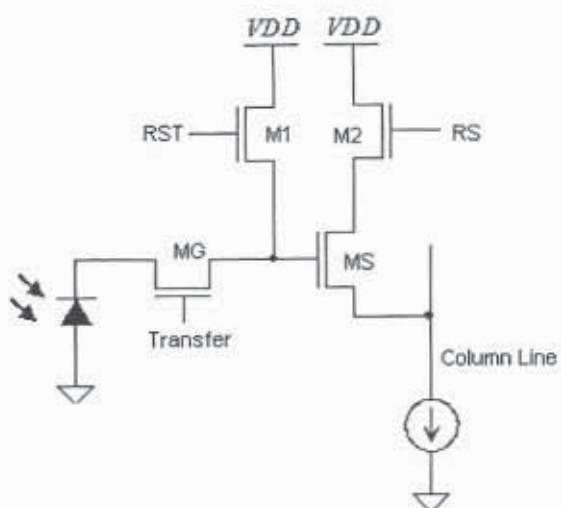 VDD VDD
RST M1 M2 RS
MG MS
Transfer
Column Line